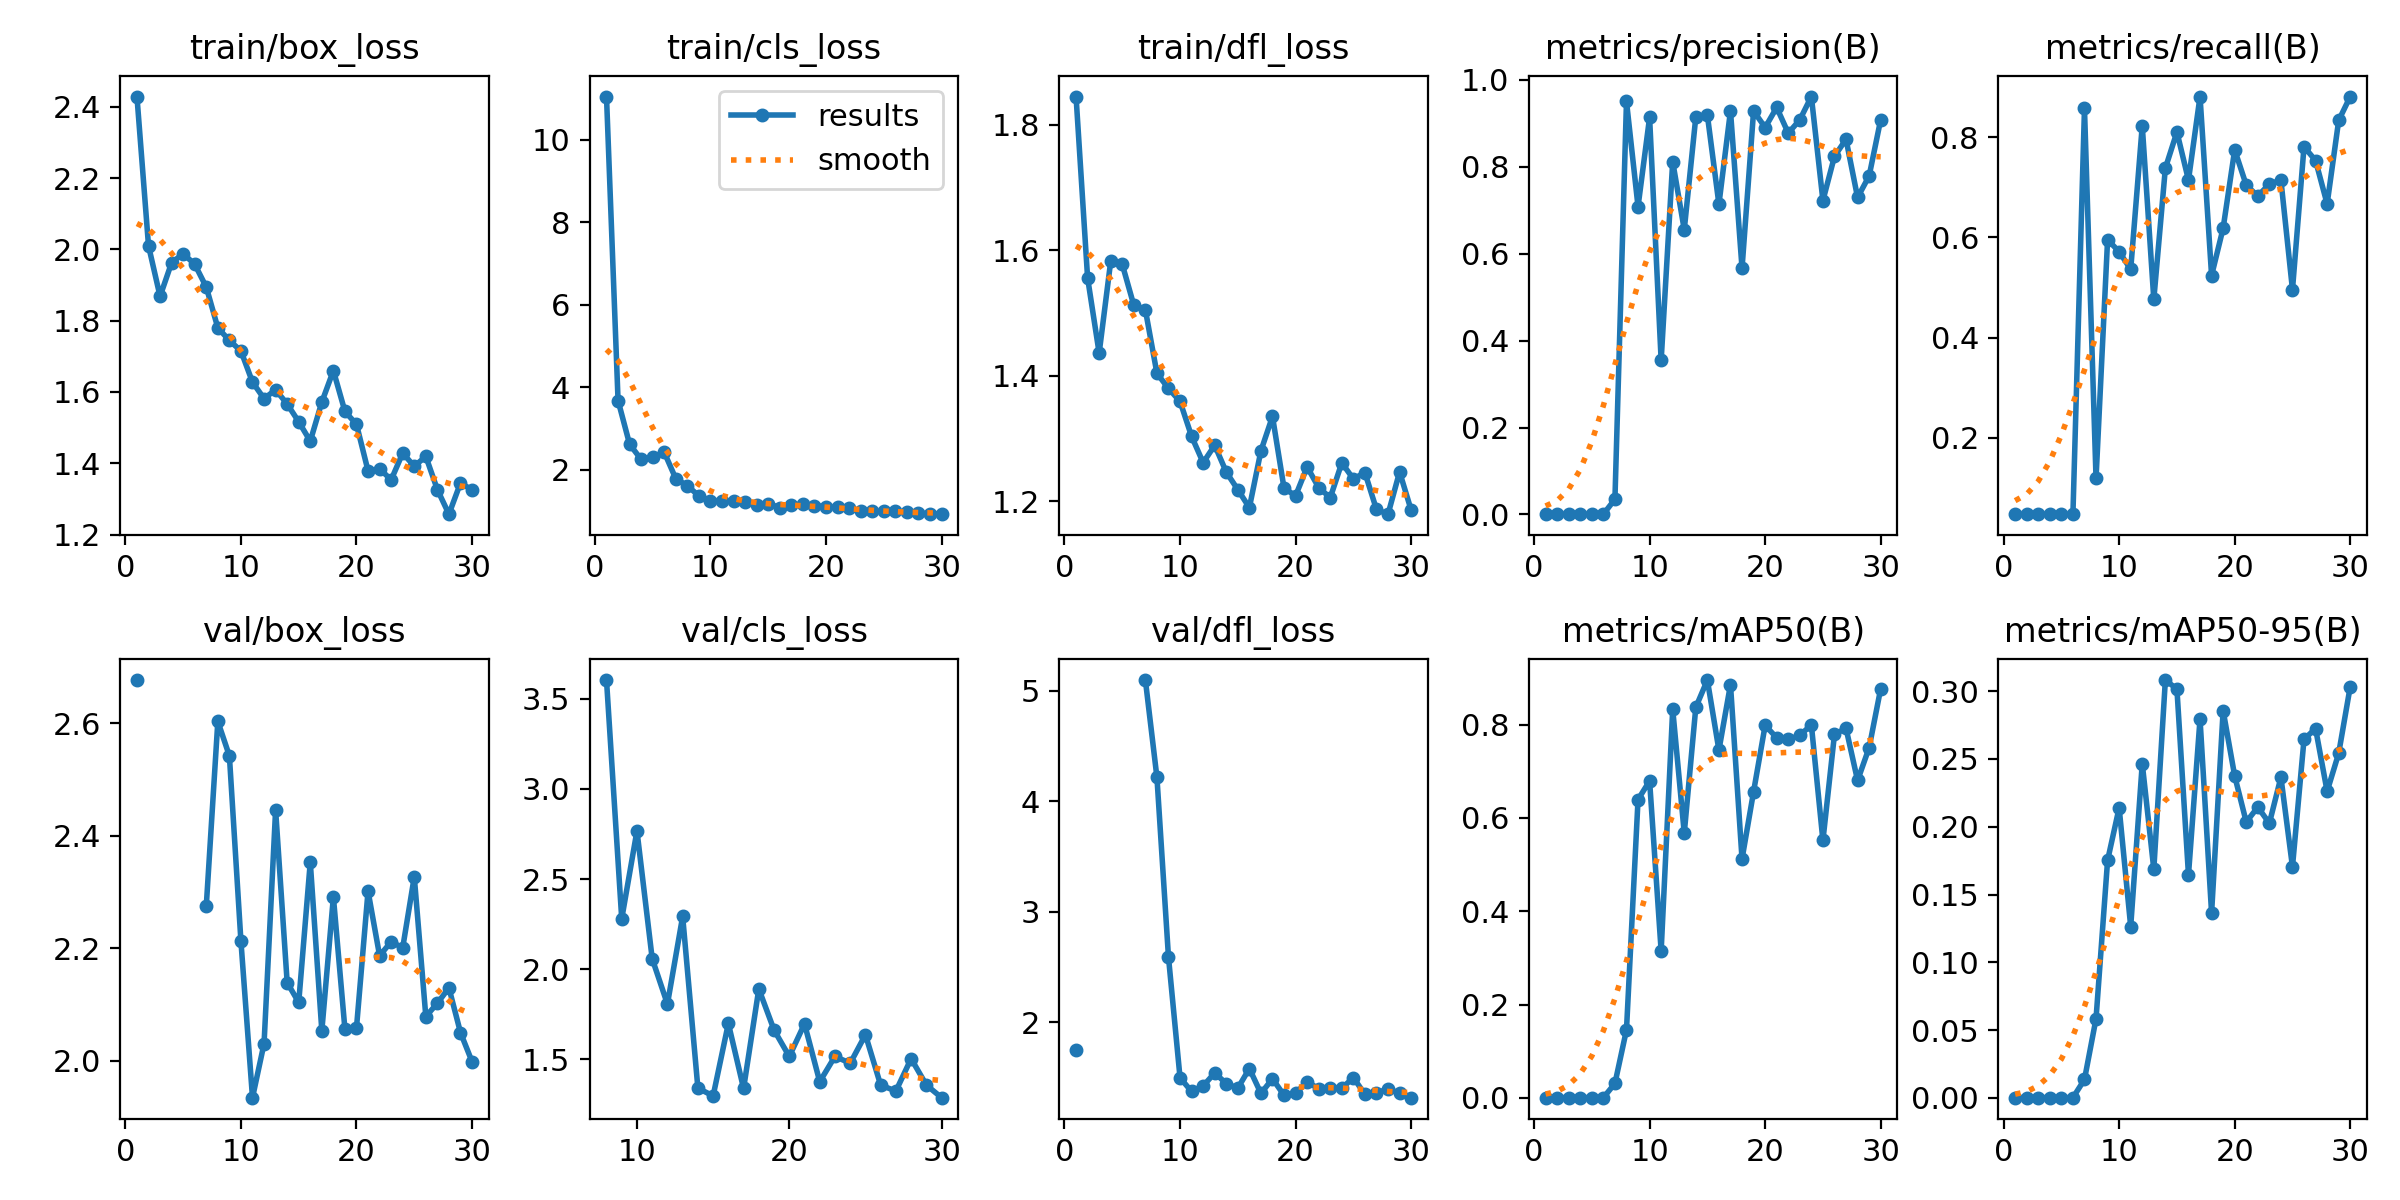 train/box_loss
train/cls_loss
train/dfl_loss
metrics/precision(B)
metrics/recall(B)
2.4
2.2
2.0
1.8
1.6
1.4
1.2
0 10 20 30
results
smooth
10
8
6
4
2
0 10 20 30
1.8
1.6
1.4
1.2
0 10 20 30
1.0
0.8
0.6
0.4
0.2
0.0
0 10 20 30
0.8
0.6
0.4
0.2
0 10 20 30
val/box_loss
val/cls_loss
val/dfl_loss
metrics/mAP50(B)
metrics/mAP50-95(B)
2.6
2.4
2.2
2.0
0 10 20 30
3.5
3.0
2.5
2.0
1.5
10 20 30
5
4
3
2
0 10 20 30
0.8
0.6
0.4
0.2
0.0
0 10 20 30
0.30
0.25
0.20
0.15
0.10
0.05
0.00
0 10 20 30